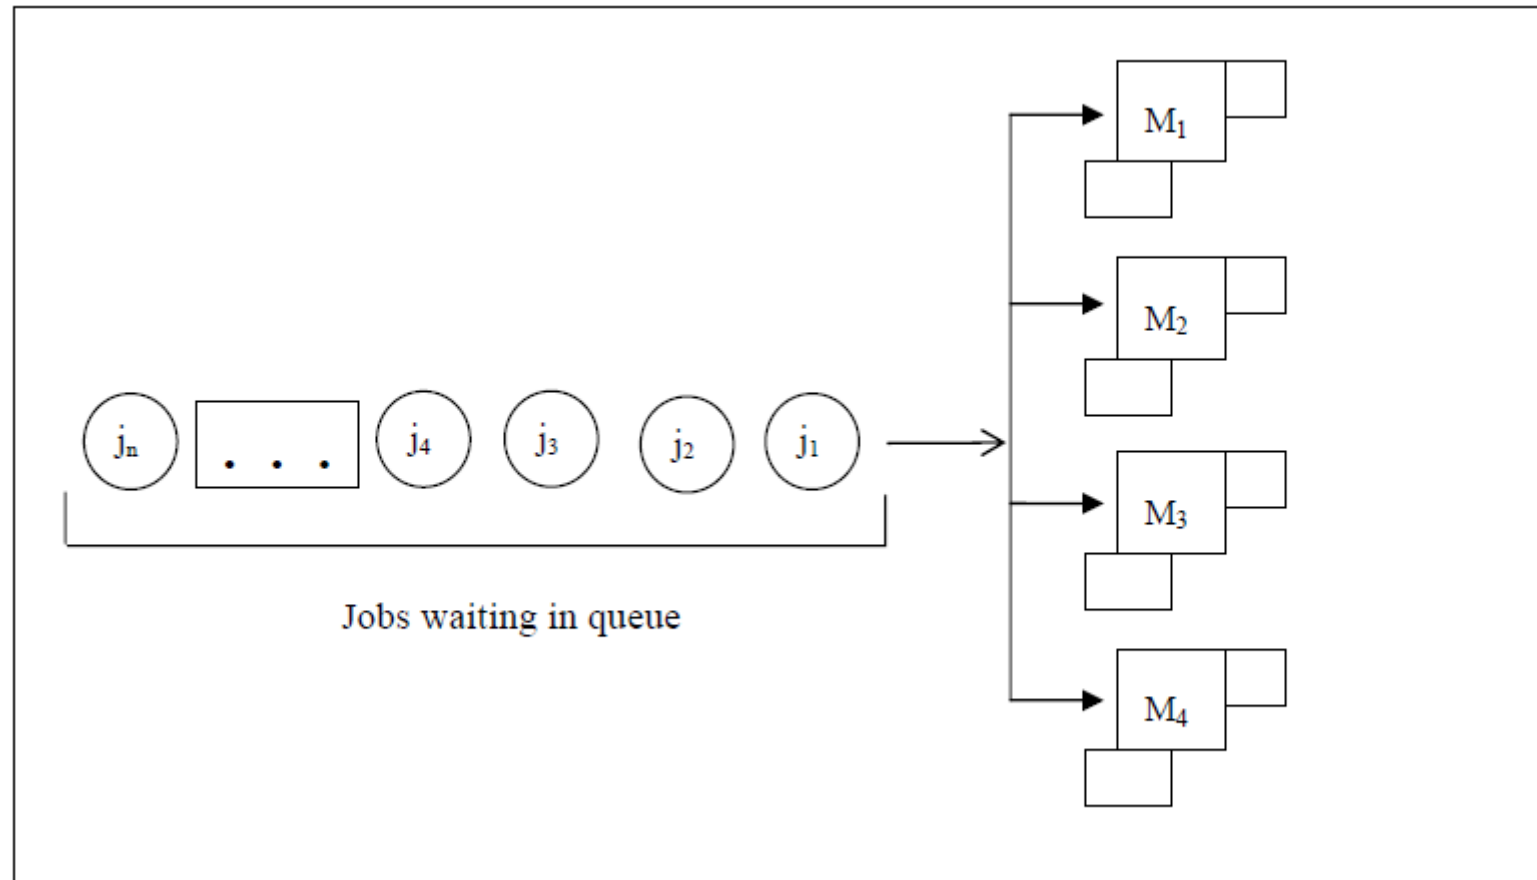 M₁
M₂
jₙ . . . j₄ j₃ j₂ j₁
M₃
Jobs waiting in queue
M₄